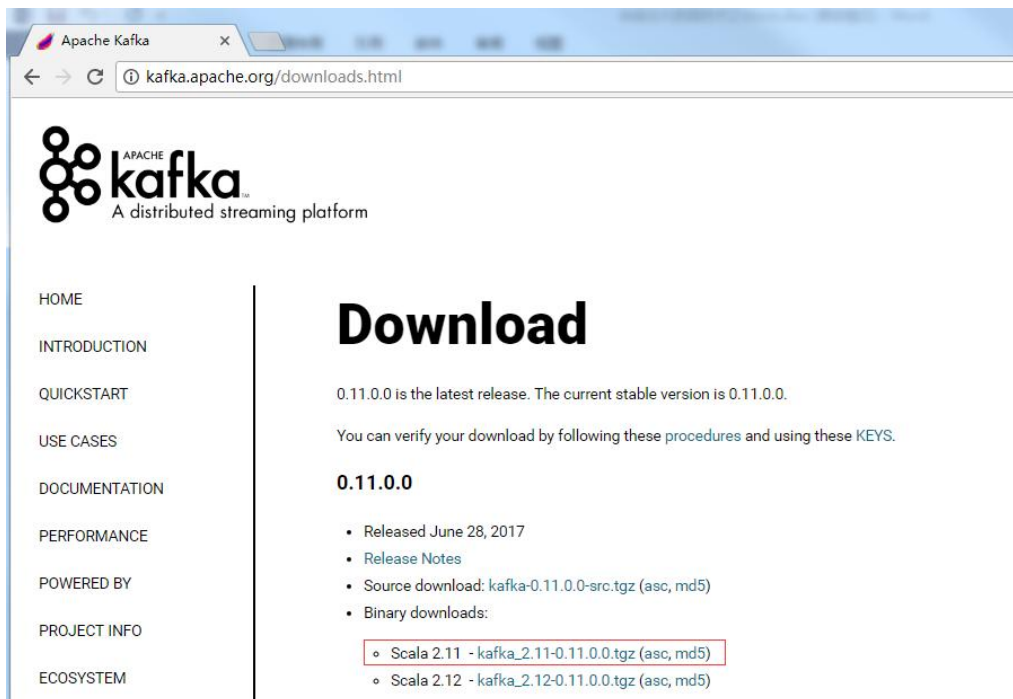 Apache Kafka
kafka.apache.org/downloads.html
APACHE
kafka
TM
A distributed streaming platform
HOME
INTRODUCTION
QUICKSTART
USE CASES
DOCUMENTATION
PERFORMANCE
POWERED BY
PROJECT INFO
ECOSYSTEM
Download
0.11.0.0 is the latest release. The current stable version is 0.11.0.0.
You can verify your download by following these procedures and using these KEYS.
0.11.0.0
• Released June 28, 2017
• Release Notes
• Source download: kafka-0.11.0.0-src.tgz (asc, md5)
• Binary downloads:
◦ Scala 2.11 - kafka_2.11-0.11.0.0.tgz (asc, md5)
◦ Scala 2.12 - kafka_2.12-0.11.0.0.tgz (asc, md5)